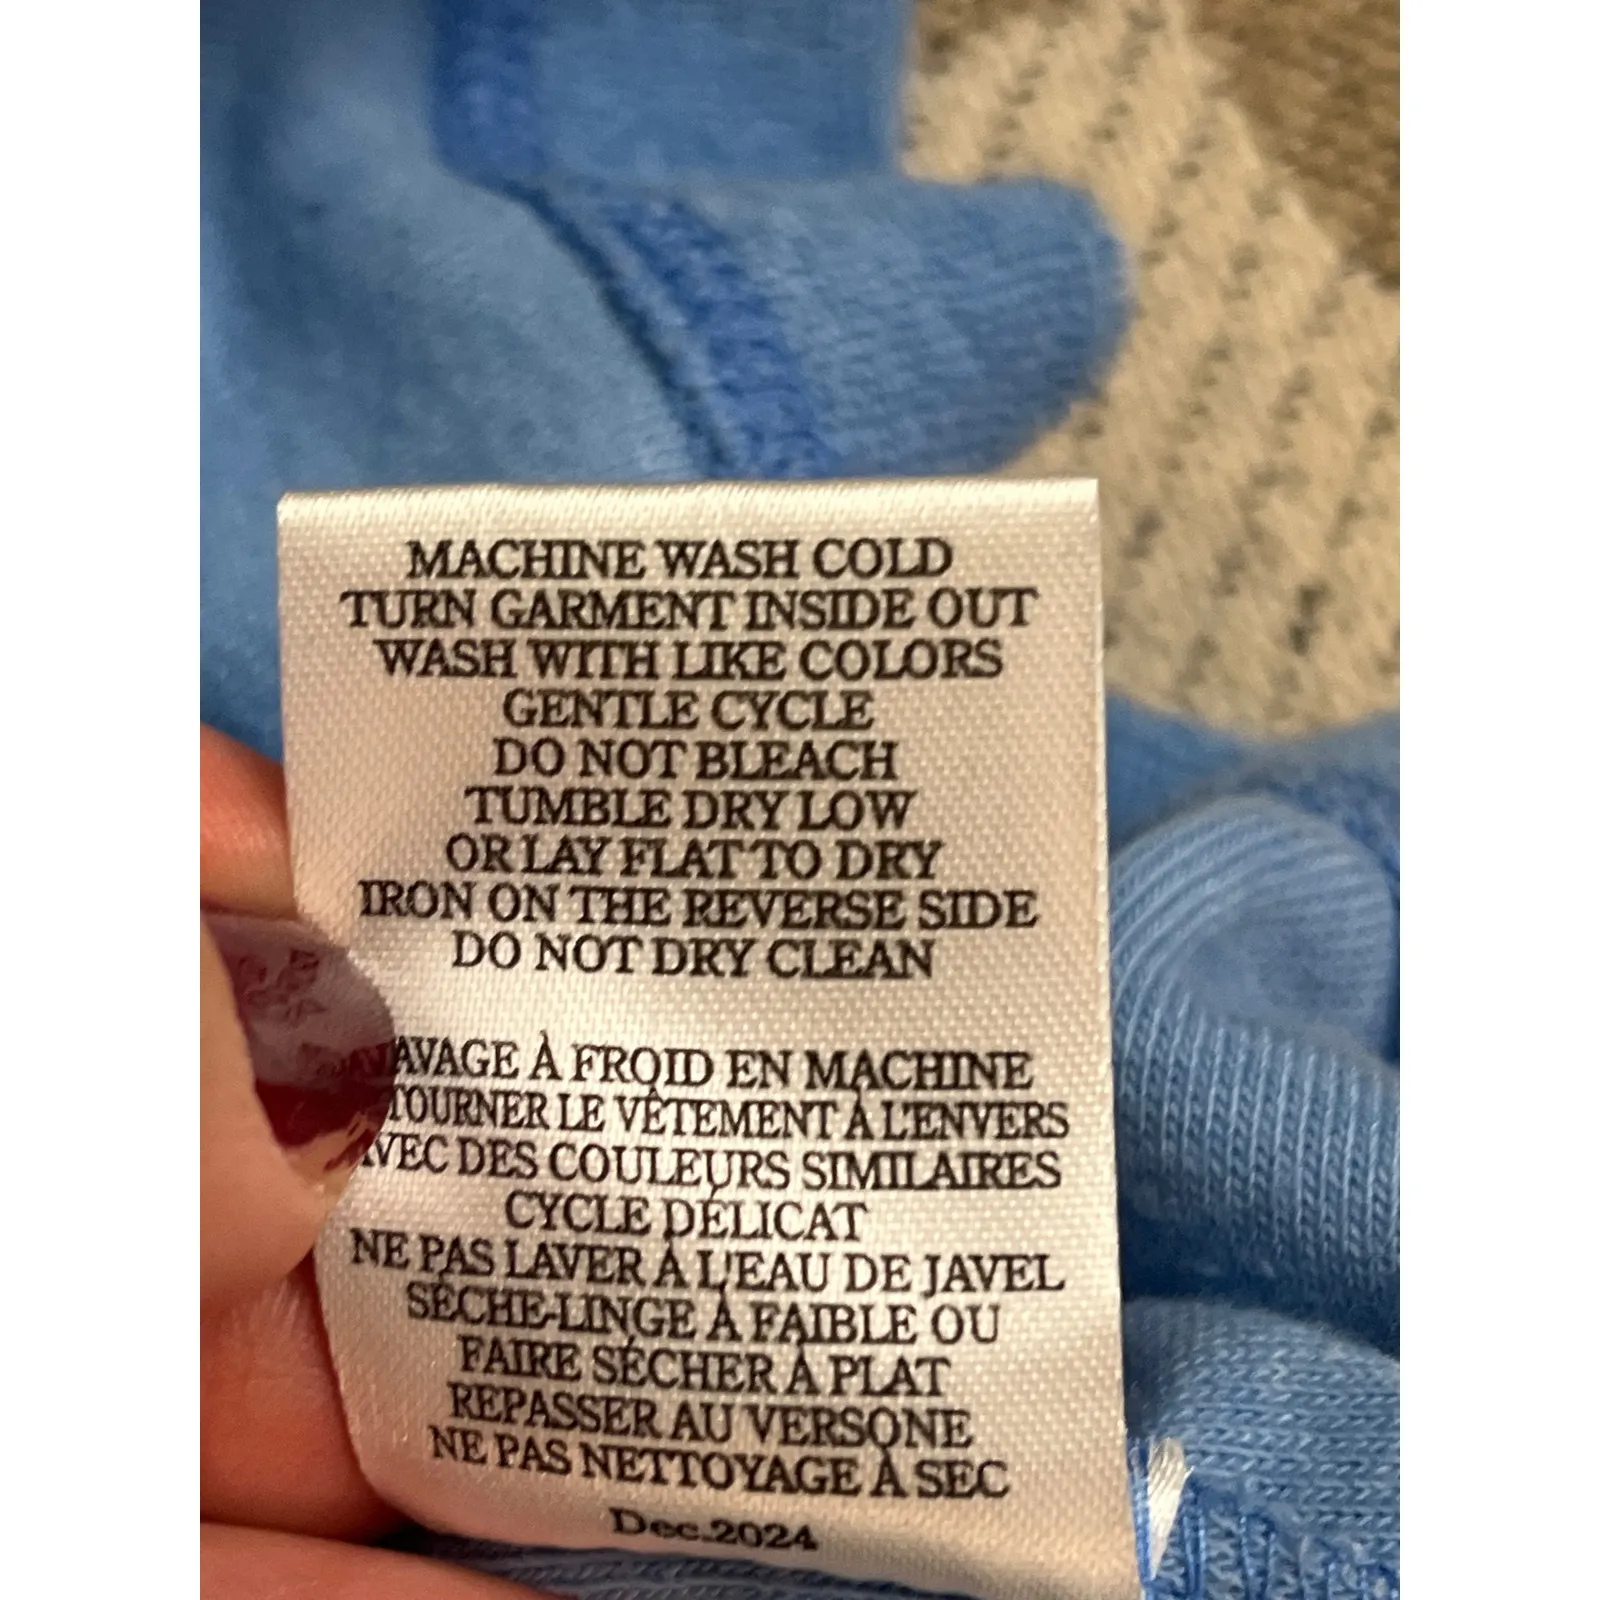 MACHINE WASH COLD
TURN GARMENT INSIDE OUT
WASH WITH LIKE COLORS
GENTLE CYCLE
DO NOT BLEACH
TUMBLE DRY LOW
OR LAY FLAT TO DRY
IRON ON THE REVERSE SIDE
DO NOT DRY CLEAN
AVAGE À FROID EN MACHINE
TOURNER LE VÊTEMENT À L'ENVERS
AVEC DES COULEURS SIMILAIRES
CYCLE DÉLICAT
NE PAS LAVER À L'EAU DE JAVEL
SÉCHE-LINGE À FAIBLE OU
FAIRE SÉCHER À PLAT
REPASSER AU VERSONE
NE PAS NETTOYAGE À SEC
Dec.2024